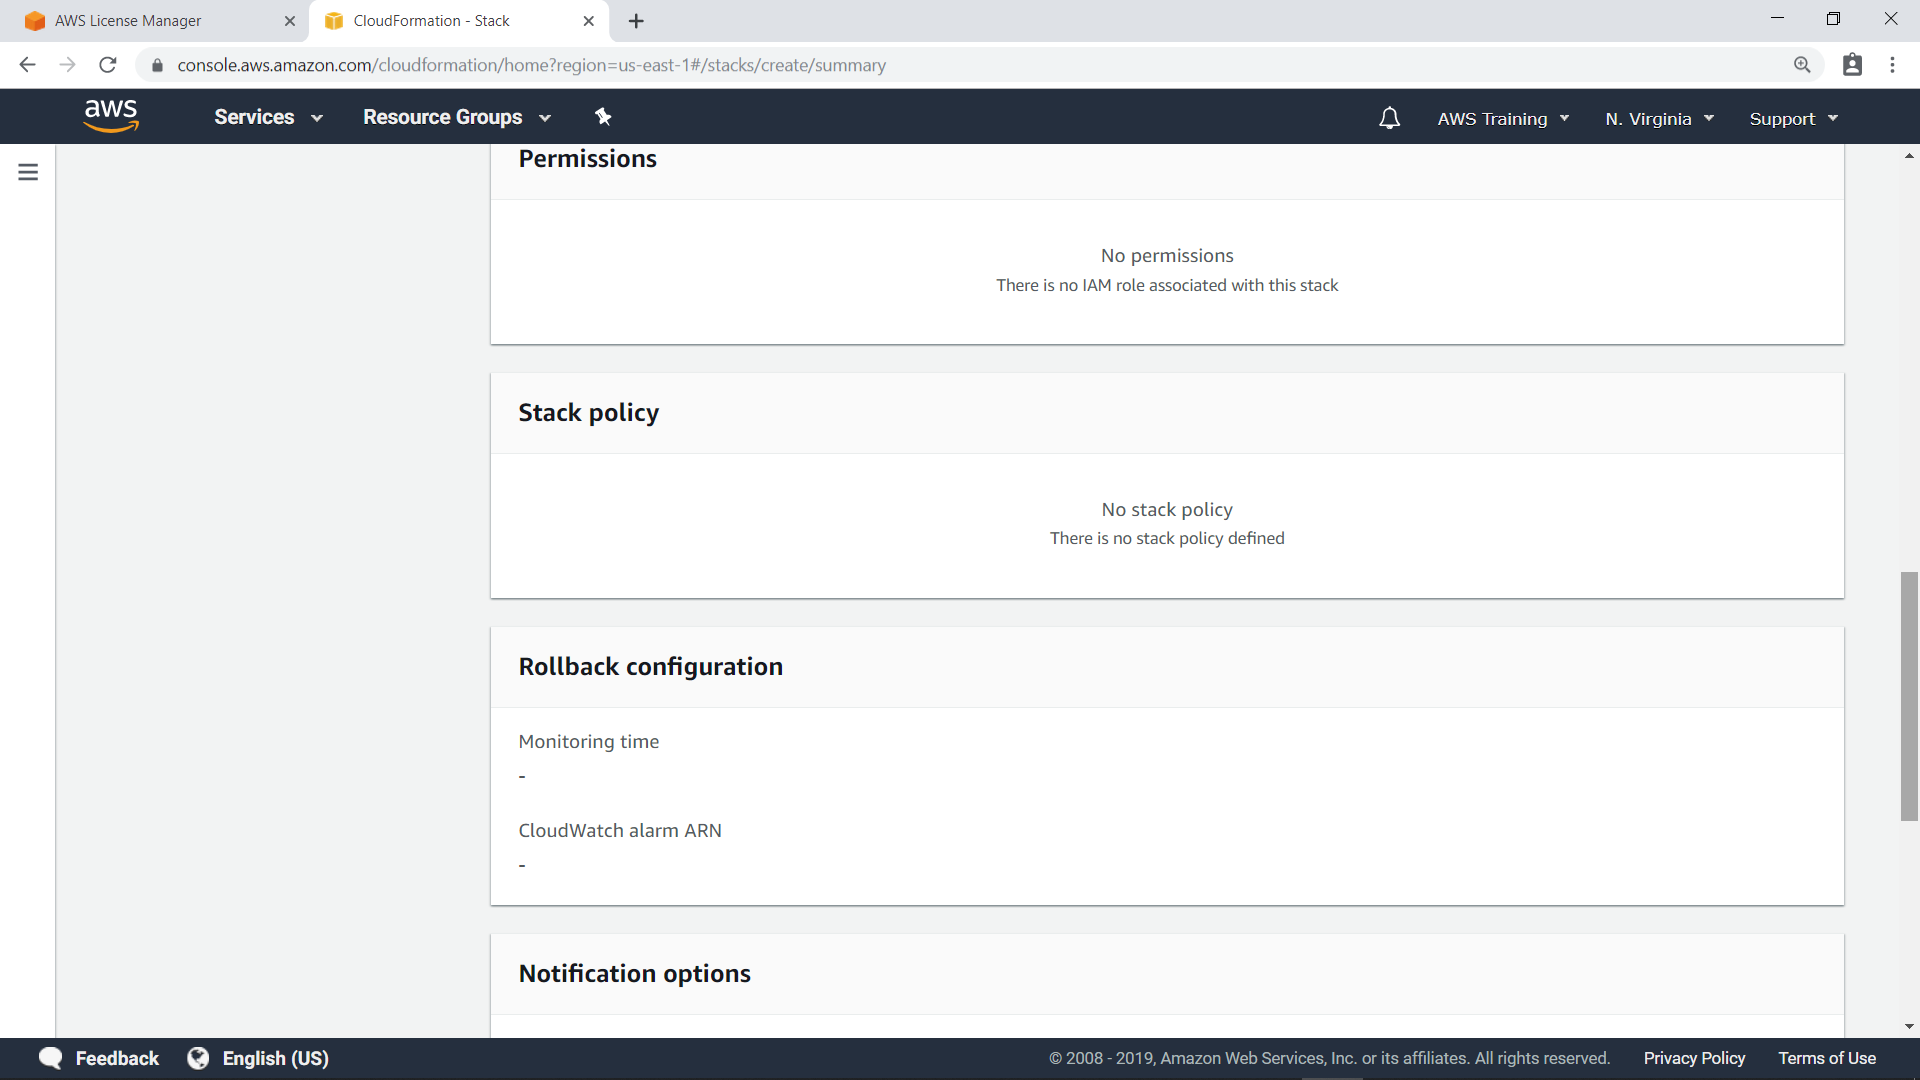 AWS License Manager
CloudFormation - Stack
console.aws.amazon.com/cloudformation/home?region=us-east-1#/stacks/create/summary
aws
Services
Resource Groups
AWS Training
N. Virginia
Support
Permissions
No permissions
There is no IAM role associated with this stack
Stack policy
No stack policy
There is no stack policy defined
Rollback configuration
Monitoring time
-
CloudWatch alarm ARN
-
Notification options
Feedback
English (US)
© 2008 - 2019, Amazon Web Services, Inc. or its affiliates. All rights reserved.
Privacy Policy
Terms of Use